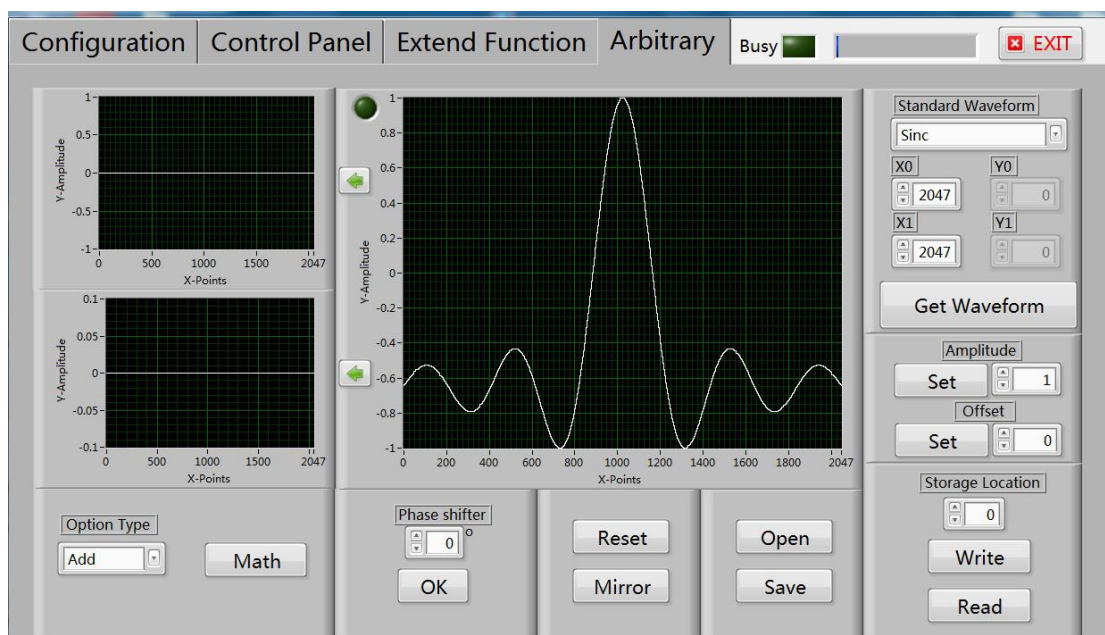 Configuration
Control Panel
Extend Function
Arbitrary
Busy
EXIT
1
0.5
0
-0.5
-1
Y-Amplitude
0 500 1000 1500 2047
X-Points
0.1
0.05
0
-0.05
-0.1
Y-Amplitude
0 500 1000 1500 2047
X-Points
1
0.8
0.6
0.4
0.2
0
-0.2
-0.4
-0.6
-0.8
-1
Y-Amplitude
0 200 400 600 800 1000 1200 1400 1600 1800 2047
X-Points
Standard Waveform
Sinc
X0 Y0
2047 0
X1 Y1
2047 0
Get Waveform
Amplitude
Set 1
Offset
Set 0
Storage Location
0
Write
Read
Option Type
Add
Math
Phase shifter
0 °
OK
Reset
Mirror
Open
Save